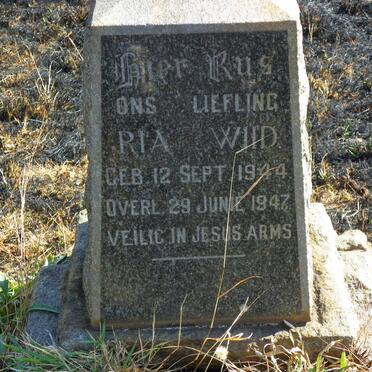 Hier Rus
ONS LIEFLING
RIA WIID
GEB. 12 SEPT. 1944
OVERL. 29 JUNIE 1947
VEILIG IN JESUS ARMS